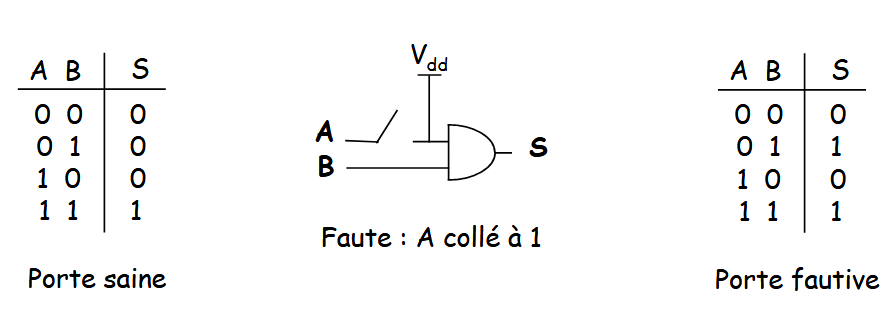 A B S
0 0 0
0 1 0
1 0 0
1 1 1
Porte saine
Vdd
A
B
S
Faute : A collé à 1
A B S
0 0 0
0 1 1
1 0 0
1 1 1
Porte fautive